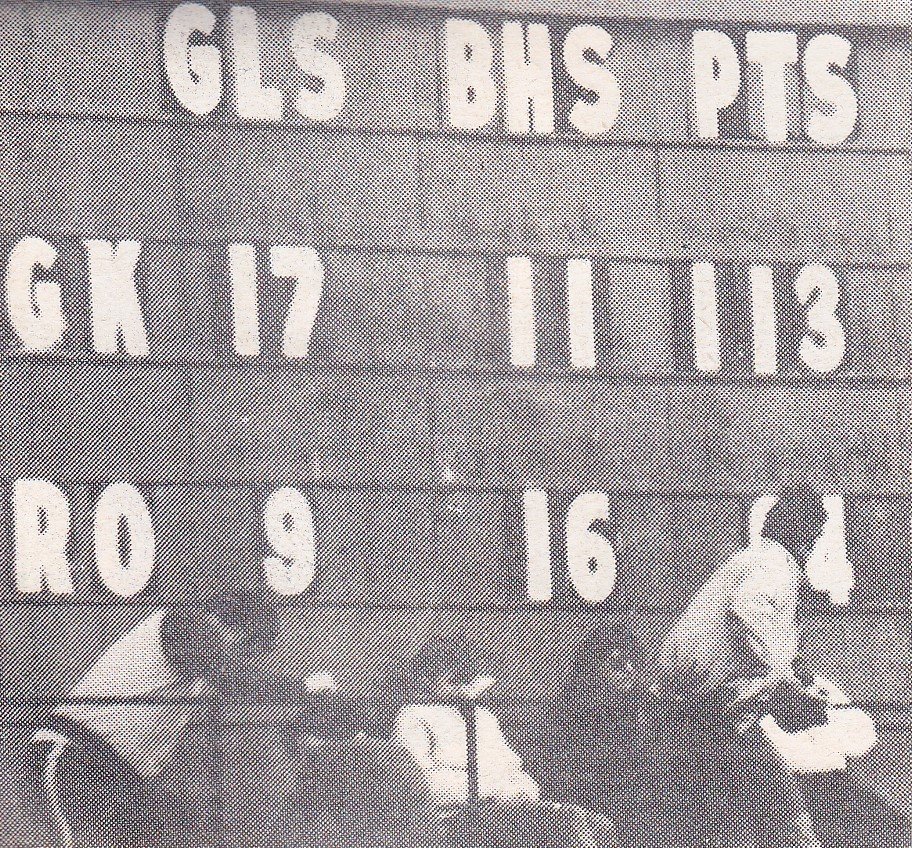 GLS BHS PTS
GK 17 11 113
RO 9 16